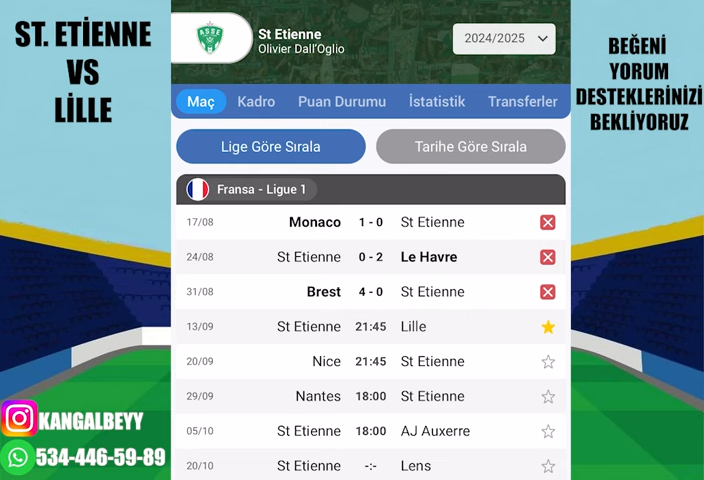 ST. ETİENNE
VS
LİLLE
ASSE
St Etienne
Olivier Dall'Oglio
2024/2025
BEĞENİ
YORUM
DESTEKLERİNİZİ
BEKLİYORUZ
Maç Kadro Puan Durumu İstatistik Transferler
Lige Göre Sırala Tarihe Göre Sırala
Fransa - Ligue 1
17/08 Monaco 1 - 0 St Etienne
24/08 St Etienne 0 - 2 Le Havre
31/08 Brest 4 - 0 St Etienne
13/09 St Etienne 21:45 Lille
20/09 Nice 21:45 St Etienne
29/09 Nantes 18:00 St Etienne
05/10 St Etienne 18:00 AJ Auxerre
20/10 St Etienne -:- Lens
KANGALBEYY
534-446-59-89